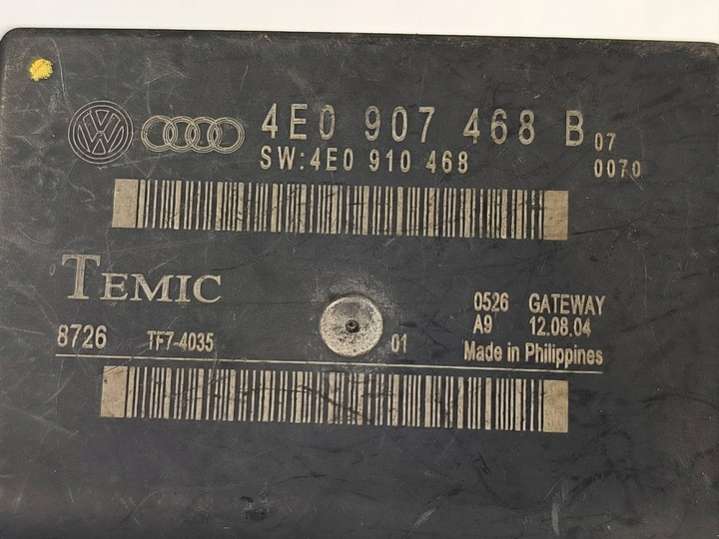 4E0 907 468 B 07
SW:4E0 910 468 0070
TEMIC
0526 GATEWAY
A9 12.08.04
8726 TF7-4035 01
Made in Philippines